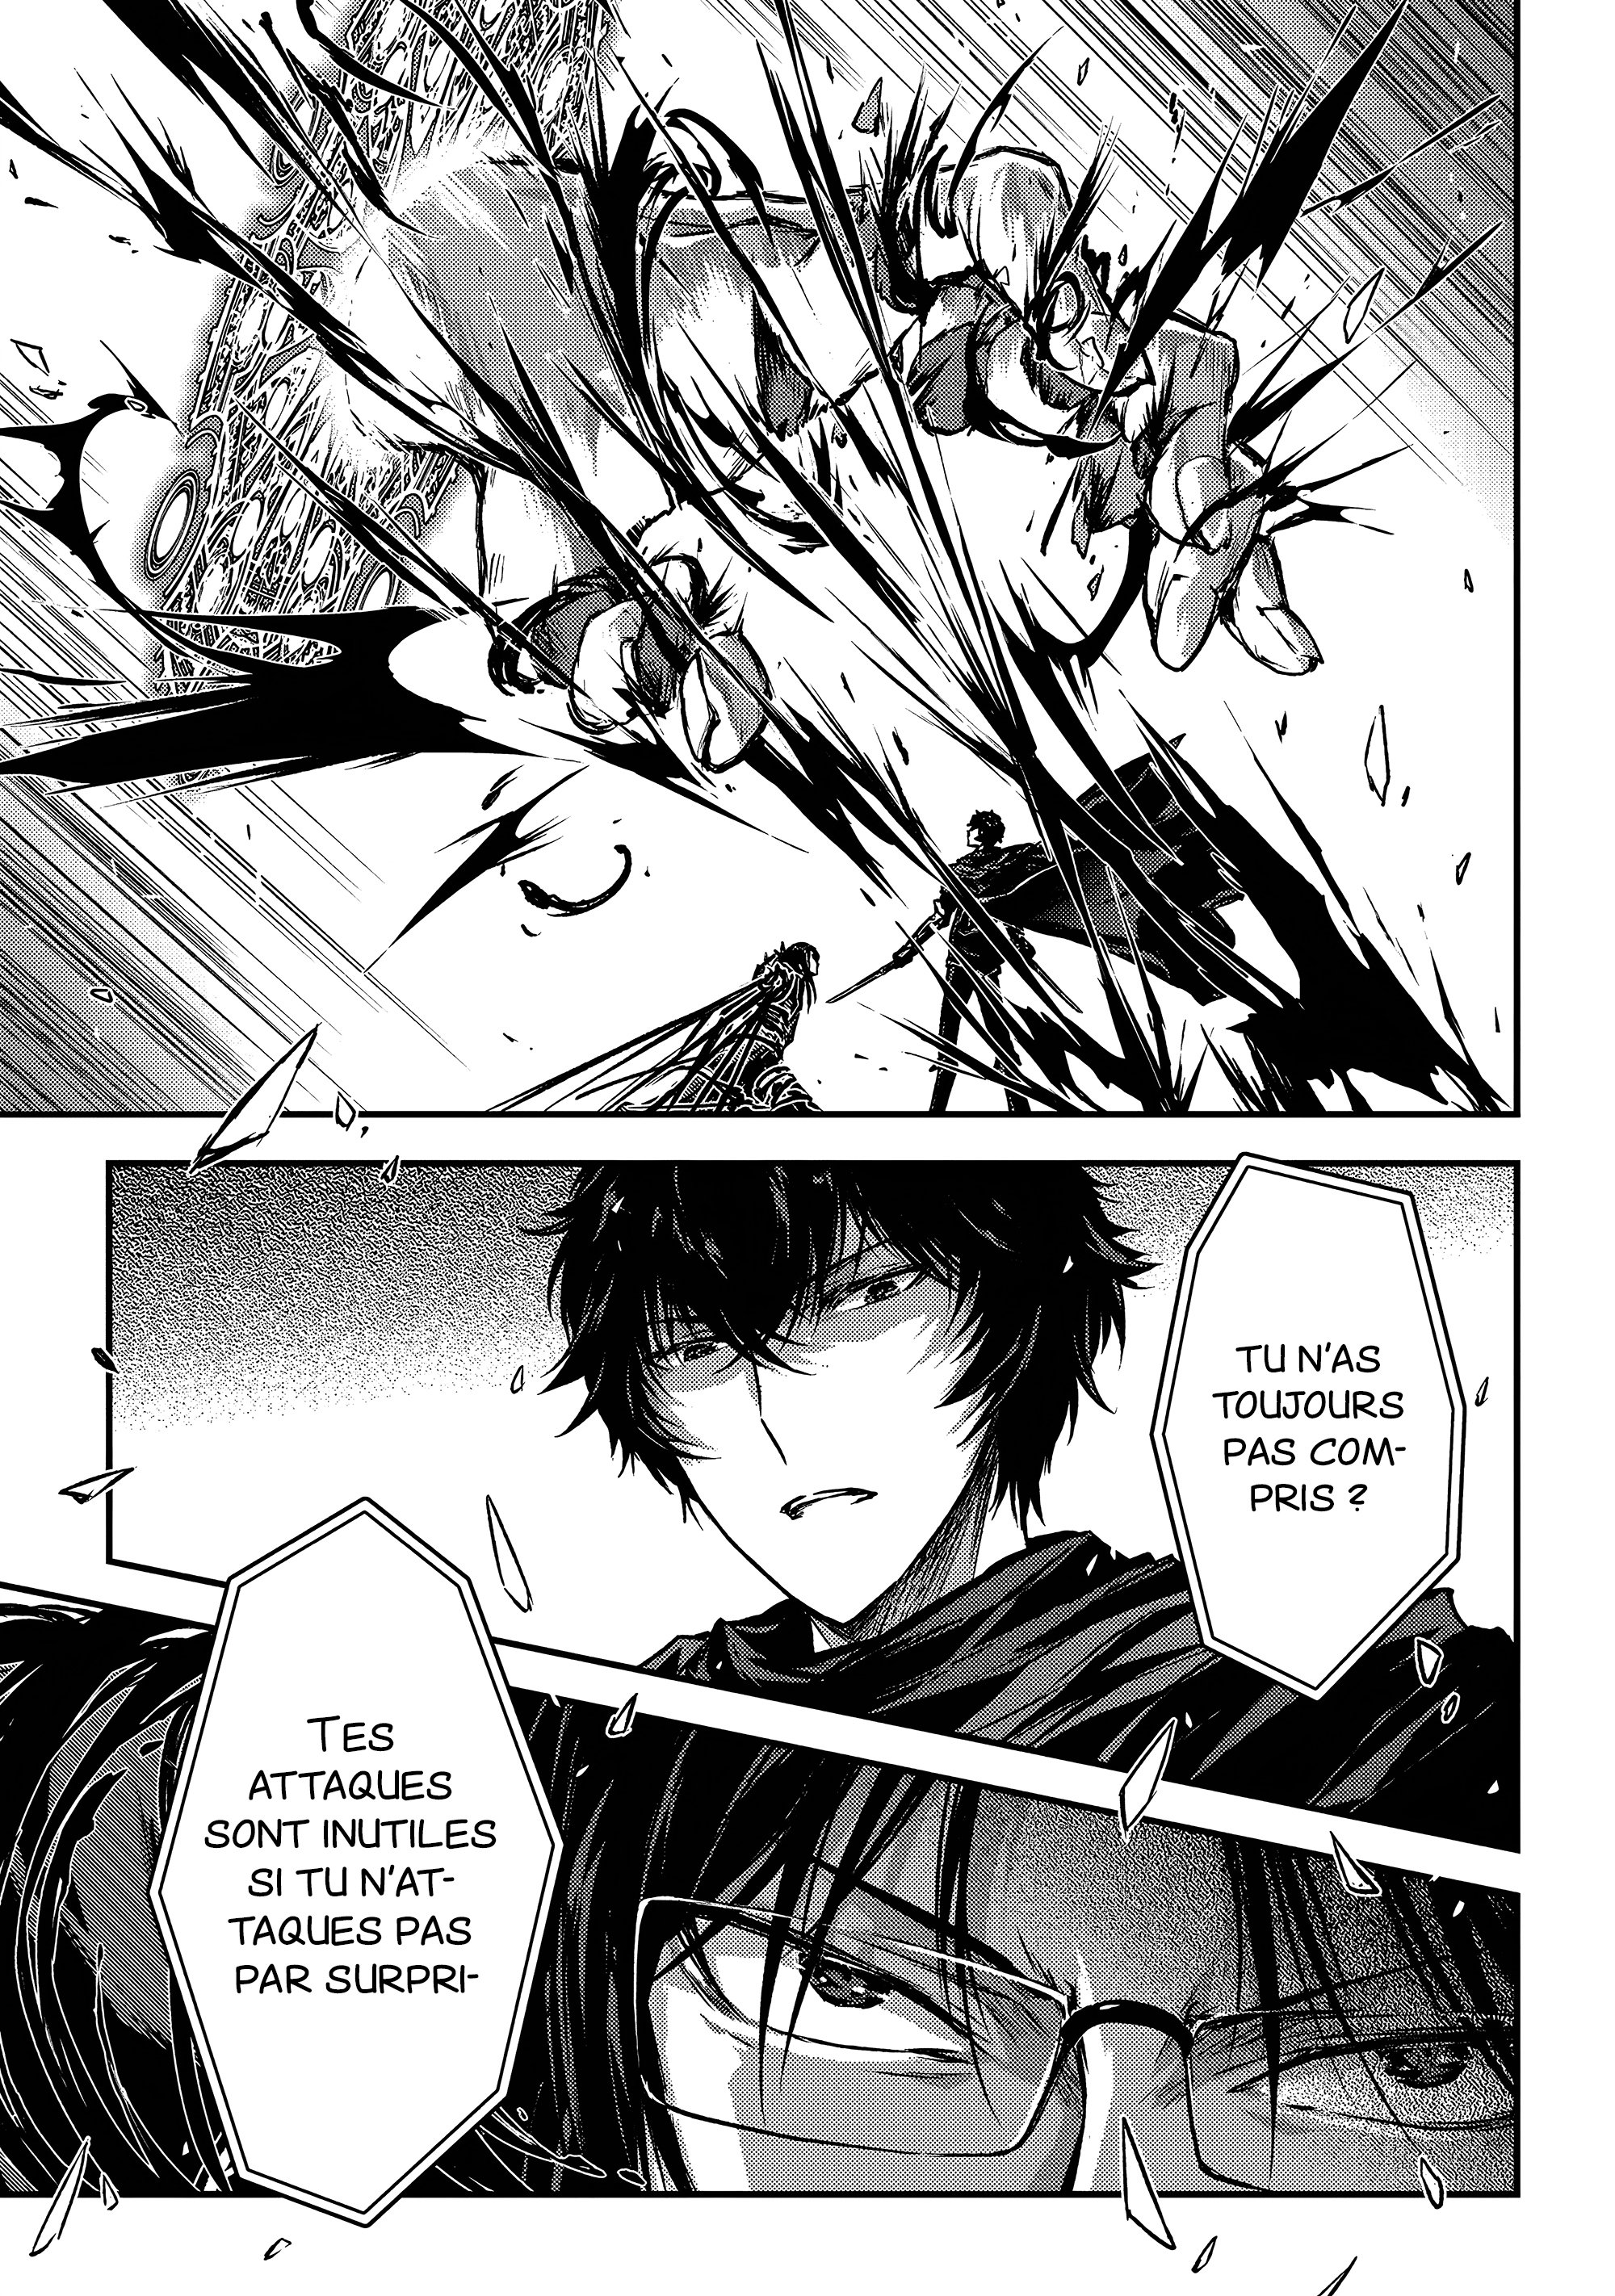 TU N'AS
TOUJOURS
PAS COM-
PRIS ?
TES
ATTAQUES
SONT INUTILES
SI TU N'AT-
TAQUES PAS
PAR SURPRI-